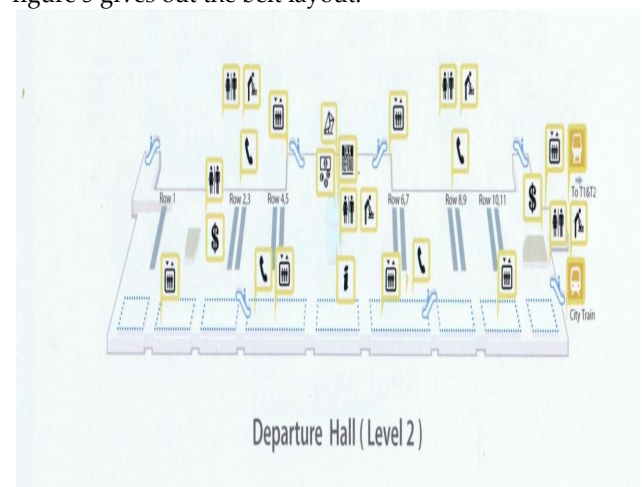 figure 3 gives out the belt layout.
Row 1
Row 2,3
Row 4,5
Row 6,7
Row 8,9
Row 10,11
To T1&T2
City Train
Departure Hall ( Level 2 )